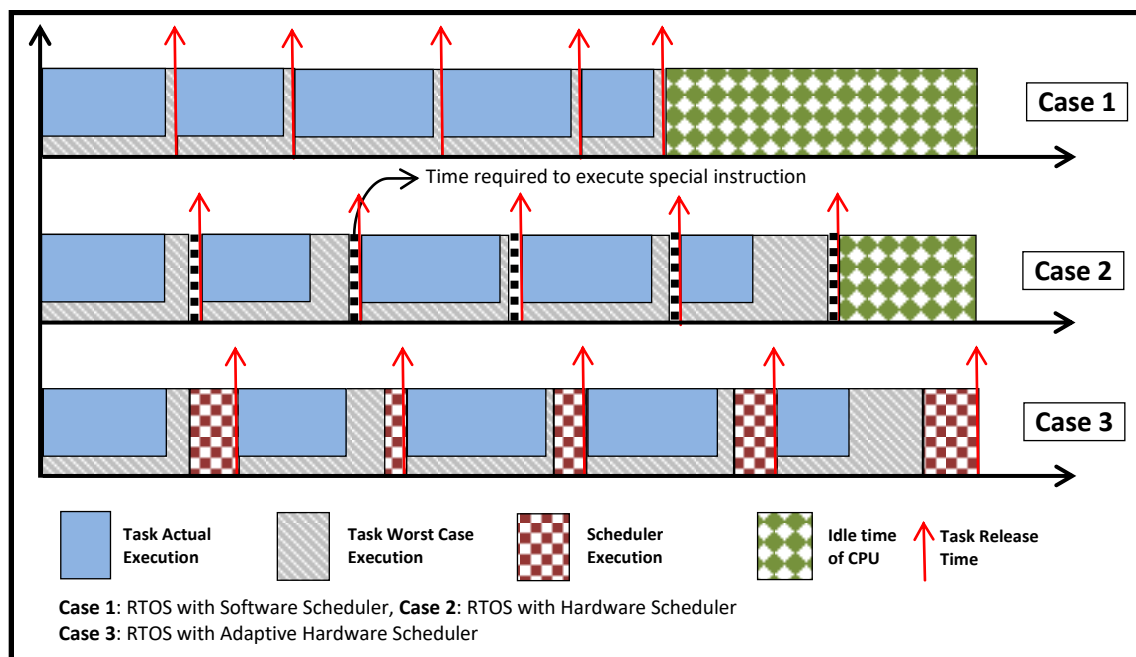 Case 1
Time required to execute special instruction
Case 2
Case 3
Task Actual
Execution
Task Worst Case
Execution
Scheduler
Execution
Idle time
of CPU
Task Release
Time
Case 1: RTOS with Software Scheduler, Case 2: RTOS with Hardware Scheduler
Case 3: RTOS with Adaptive Hardware Scheduler